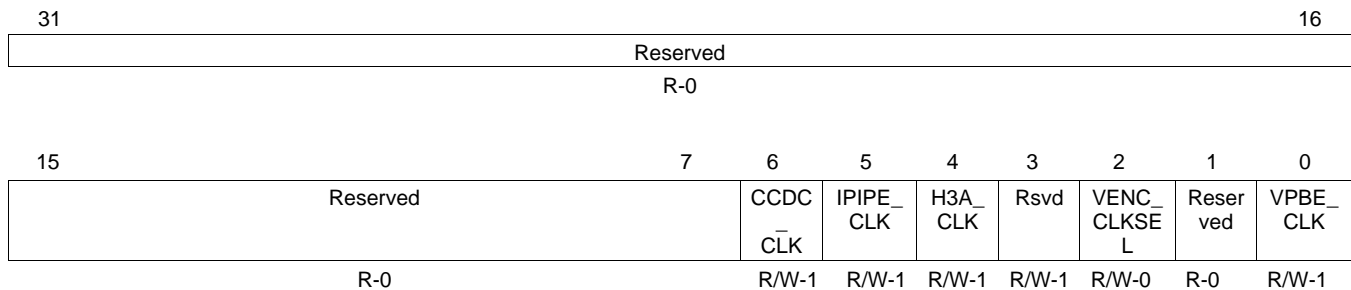 31 16
Reserved
R-0
15 7 6 5 4 3 2 1 0
Reserved CCDC IPIPE_ H3A_ Rsvd VENC_ Reser VPBE_
_ CLK CLK CLKSE ved CLK
CLK L
R-0 R/W-1 R/W-1 R/W-1 R/W-1 R/W-0 R-0 R/W-1